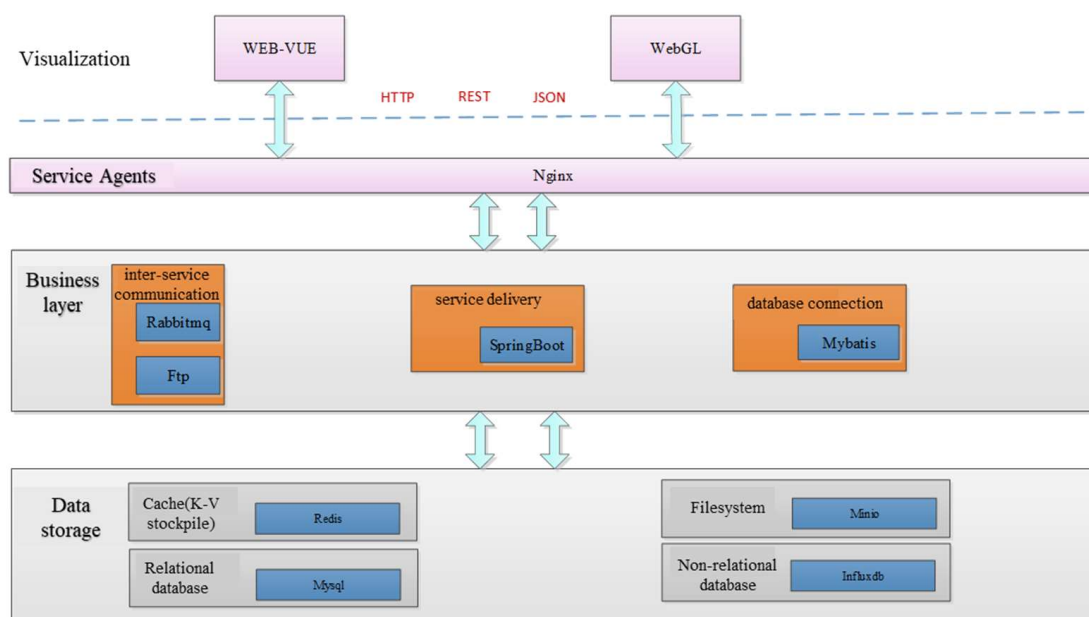 WEB-VUE
WebGL
Visualization
HTTP
REST
JSON
Service Agents
Nginx
Business
layer
inter-service
communication
Rabbitmq
Ftp
service delivery
SpringBoot
database connection
Mybatis
Data
storage
Cache(K-V
stockpile)
Redis
Filesystem
Minio
Relational
database
Mysql
Non-relational
database
Influxdb